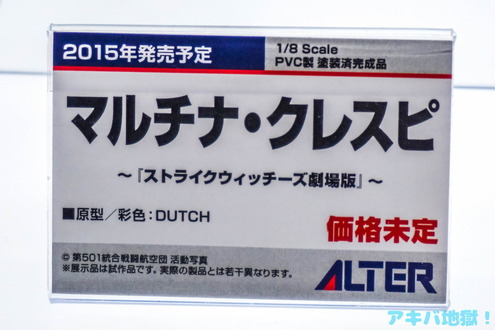 2015年発売予定
1/8 Scale
PVC製 塗装済完成品
マルチナ・クレスピ
～『ストライクウィッチーズ劇場版』～
■原型／彩色：DUTCH
価格未定
© 第501統合戦闘航空団 活動写真
※展示品は試作品です。実際の製品とは若干異なります。
ALTER
アキバ地獄！